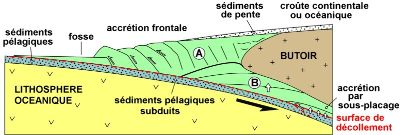 sédiments
de pente
croûte continentale
ou océanique
sédiments
pélagiques
fosse
accrétion frontale
A
BUTOIR
B
LITHOSPHERE
OCEANIQUE
sédiments pélagiques
subduits
accrétion
par
sous-placage
surface de
décollement